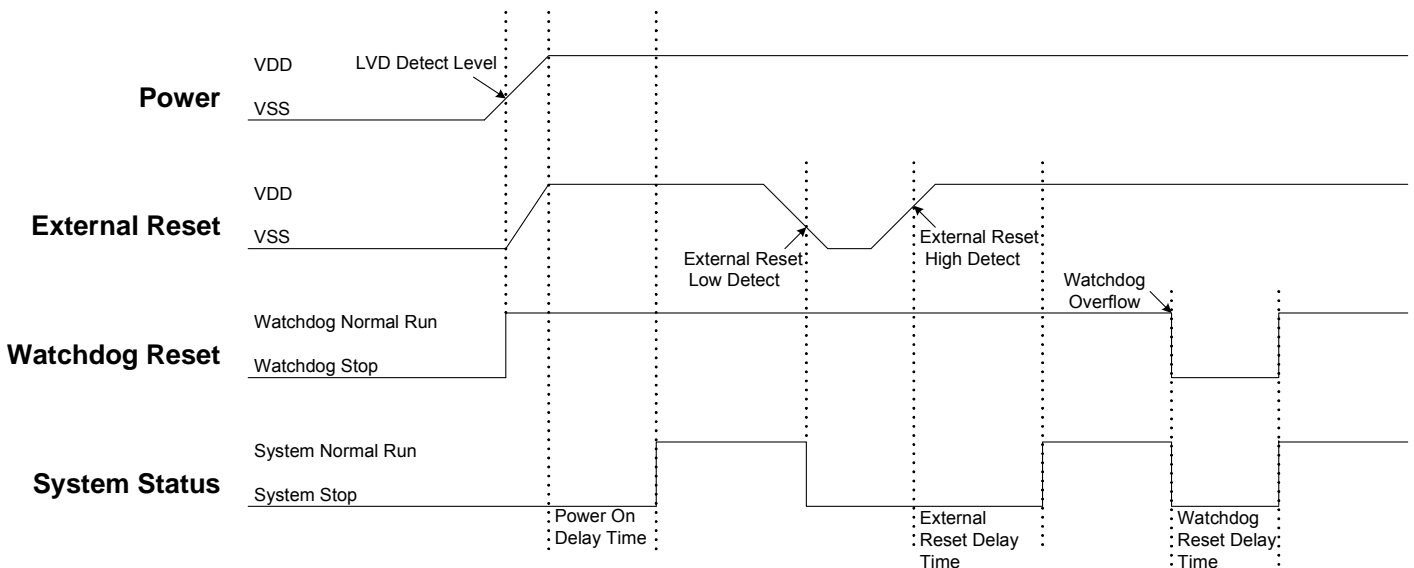 Power
VDD
VSS
LVD Detect Level
External Reset
VDD
VSS
External Reset
Low Detect
External Reset
High Detect
Watchdog Reset
Watchdog Normal Run
Watchdog Stop
Watchdog
Overflow
System Status
System Normal Run
System Stop
Power On
Delay Time
External
Reset Delay
Time
Watchdog
Reset Delay
Time